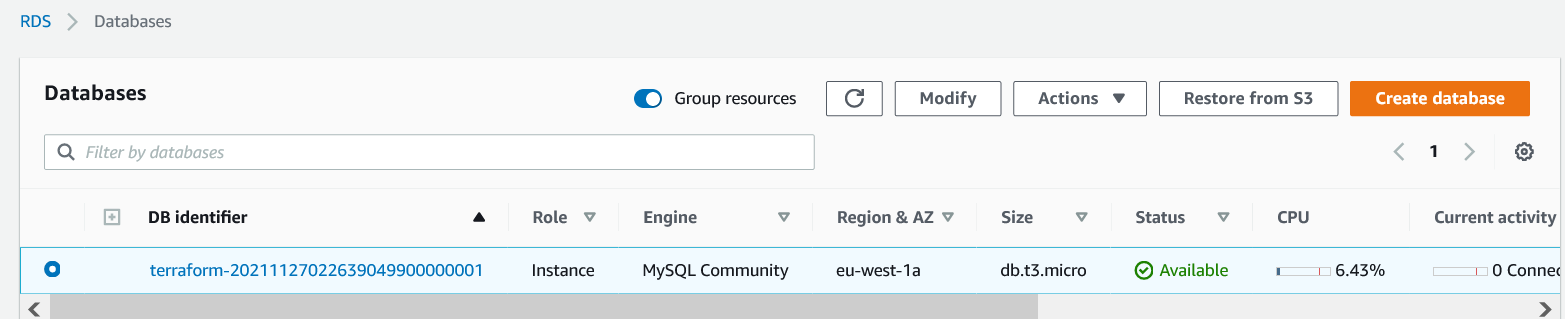 RDS > Databases
Databases
Group resources Modify Actions Restore from S3 Create database
Filter by databases 1
DB identifier Role Engine Region & AZ Size Status CPU Current activity
terraform-20211127022639049900000001 Instance MySQL Community eu-west-1a db.t3.micro Available 6.43% 0 Connec